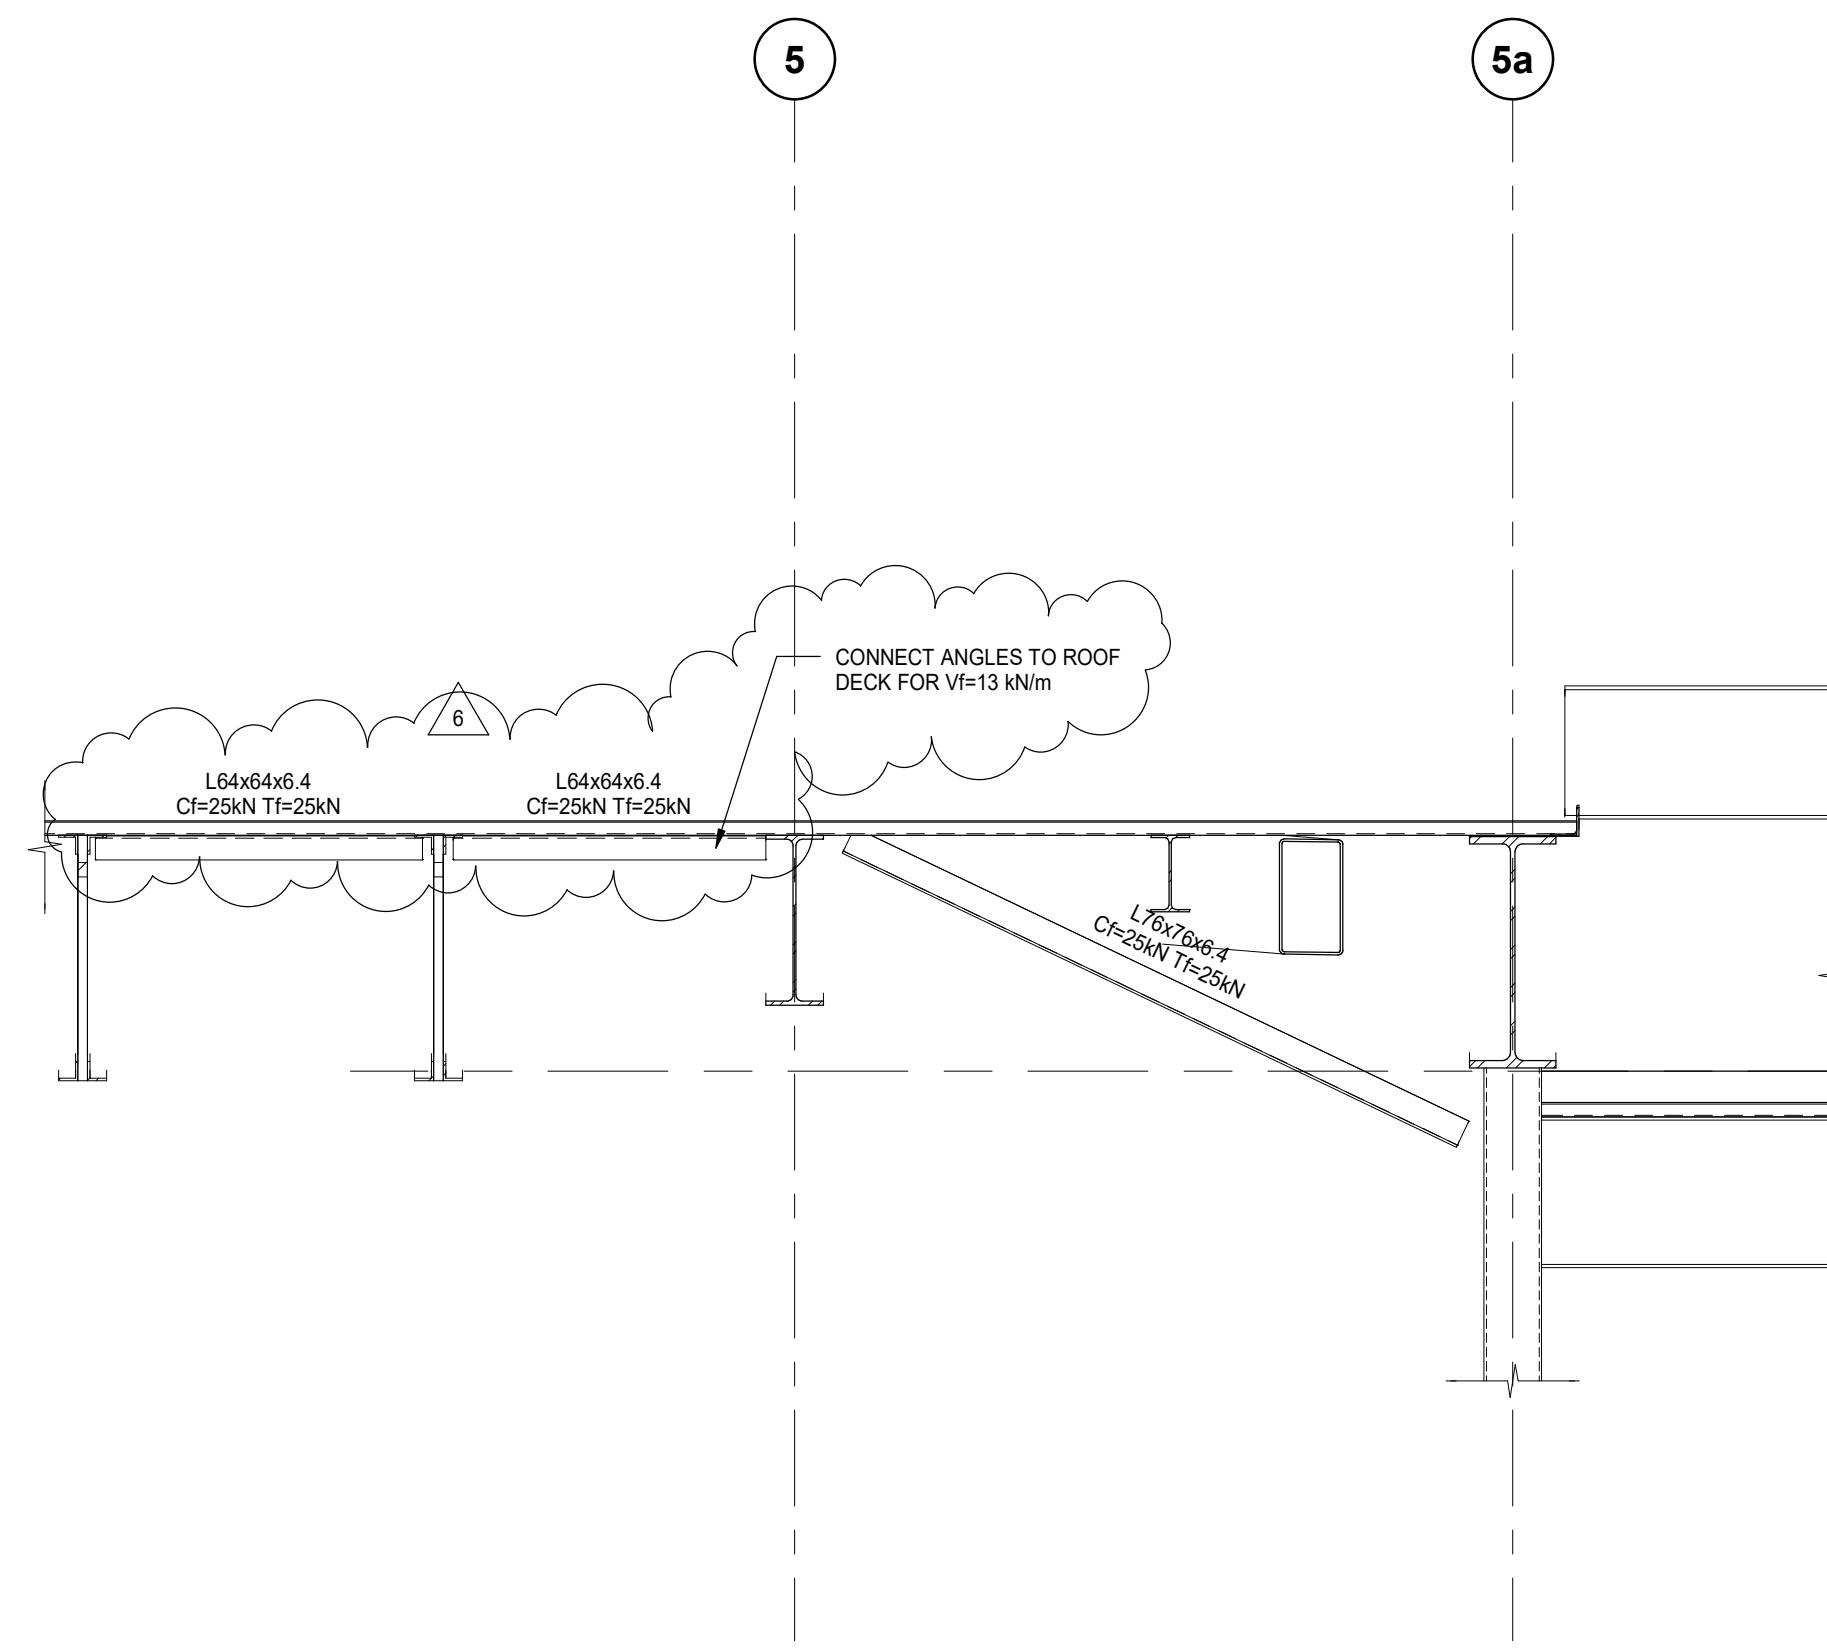 5
5a
CONNECT ANGLES TO ROOF
DECK FOR Vf=13 kN/m
6
L64x64x6.4
Cf=25kN Tf=25kN
L64x64x6.4
Cf=25kN Tf=25kN
L76x76x6.4
Cf=25kN Tf=25kN